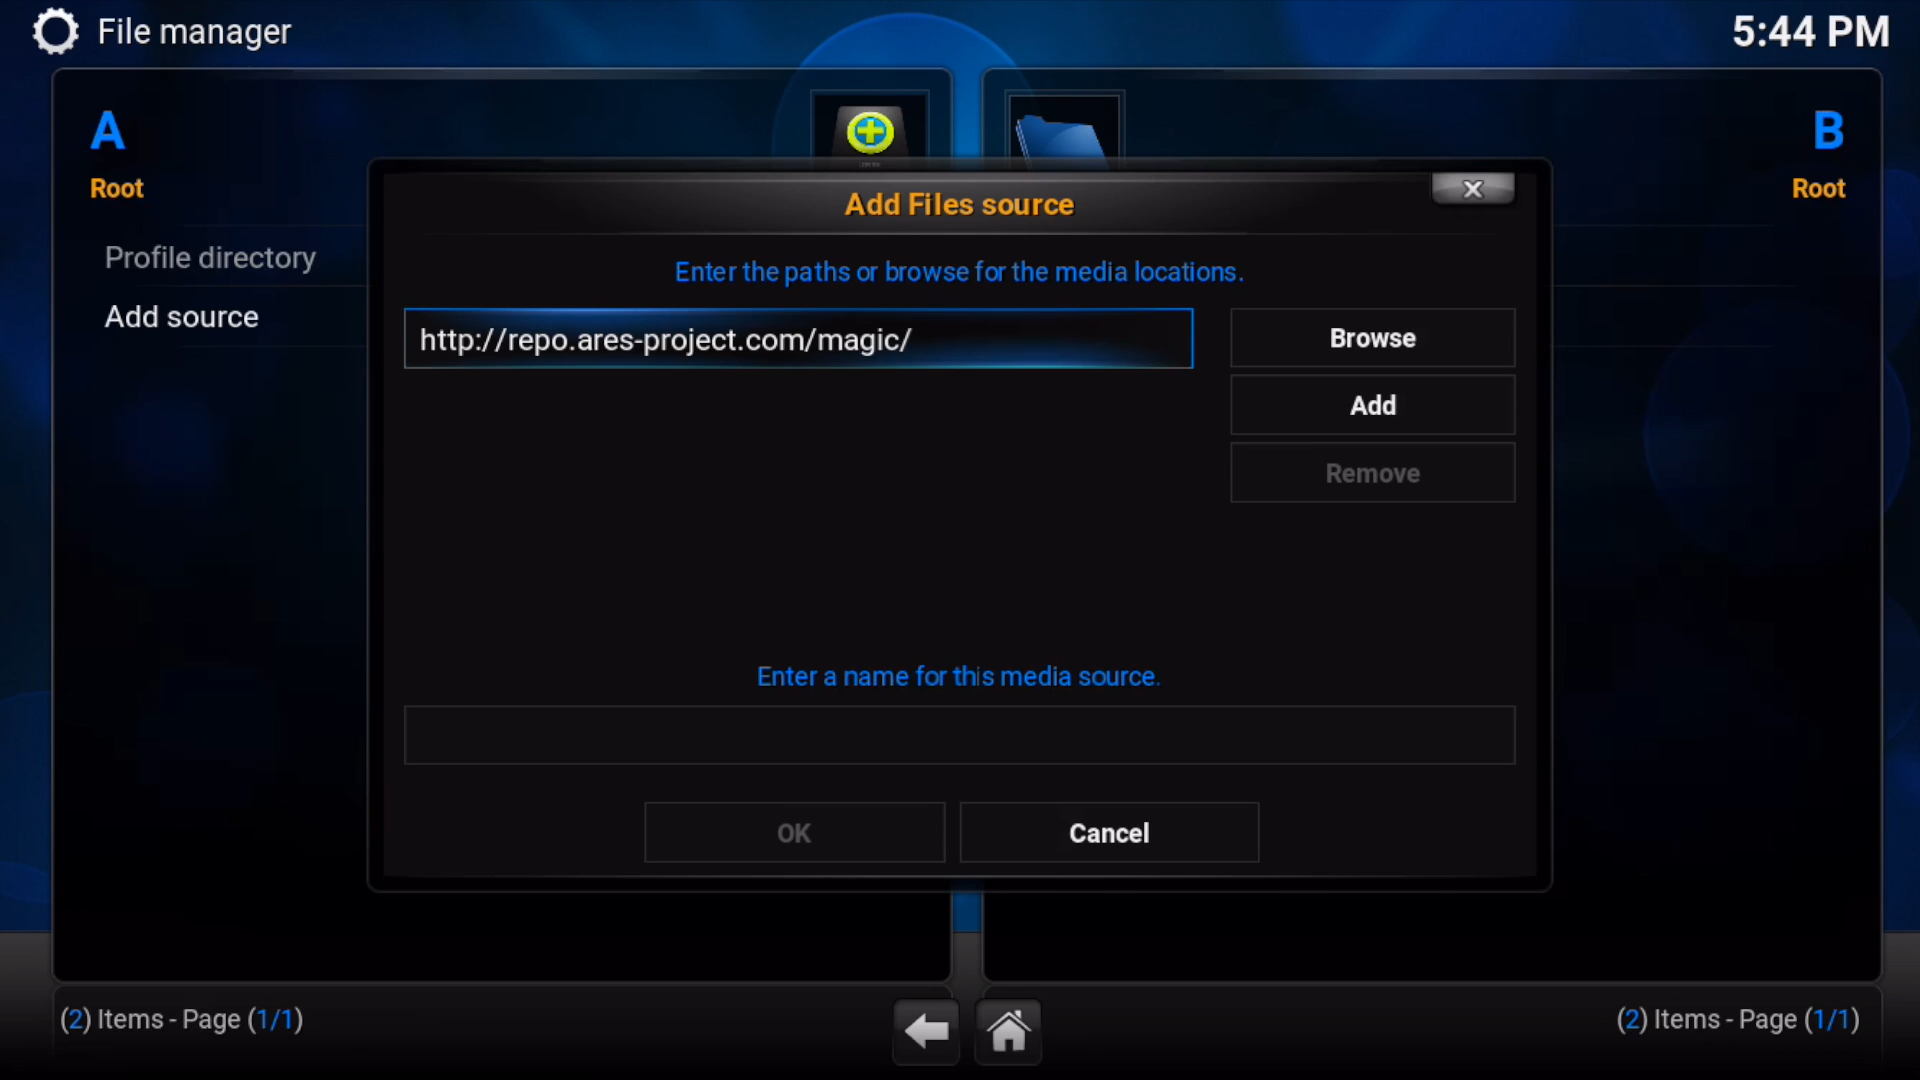 File manager
5:44 PM
A
B
Root
Root
Profile directory
Add source
Add Files source
Enter the paths or browse for the media locations.
http://repo.ares-project.com/magic/
Browse
Add
Remove
Enter a name for this media source.
OK
Cancel
(2) Items - Page (1/1)
(2) Items - Page (1/1)